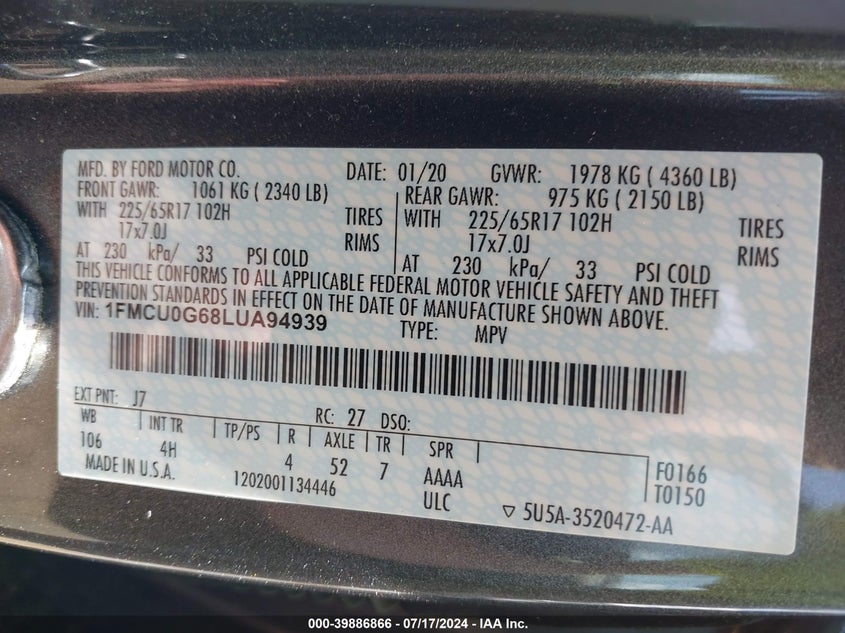 MFD. BY FORD MOTOR CO. DATE: 01/20 GVWR: 1978 KG ( 4360 LB)
FRONT GAWR: 1061 KG ( 2340 LB) REAR GAWR: 975 KG ( 2150 LB)
WITH 225/65R17 102H TIRES WITH 225/65R17 102H TIRES
17x7.0J RIMS 17x7.0J RIMS
AT 230 kPa/ 33 PSI COLD AT 230 kPa/ 33 PSI COLD
THIS VEHICLE CONFORMS TO ALL APPLICABLE FEDERAL MOTOR VEHICLE SAFETY AND THEFT
PREVENTION STANDARDS IN EFFECT ON THE DATE OF MANUFACTURE SHOWN ABOVE.
VIN: 1FMCU0G68LUA94939 TYPE: MPV
EXT PNT: J7 RC: 27 DSO:
WB INT TR TP/PS R AXLE TR SPR
106 4H 4 52 7 AAAA F0166
MADE IN U.S.A. 1202001134446 ULC T0150
▽ 5U5A-3520472-AA
000-39886866 - 07/17/2024 - IAA Inc.